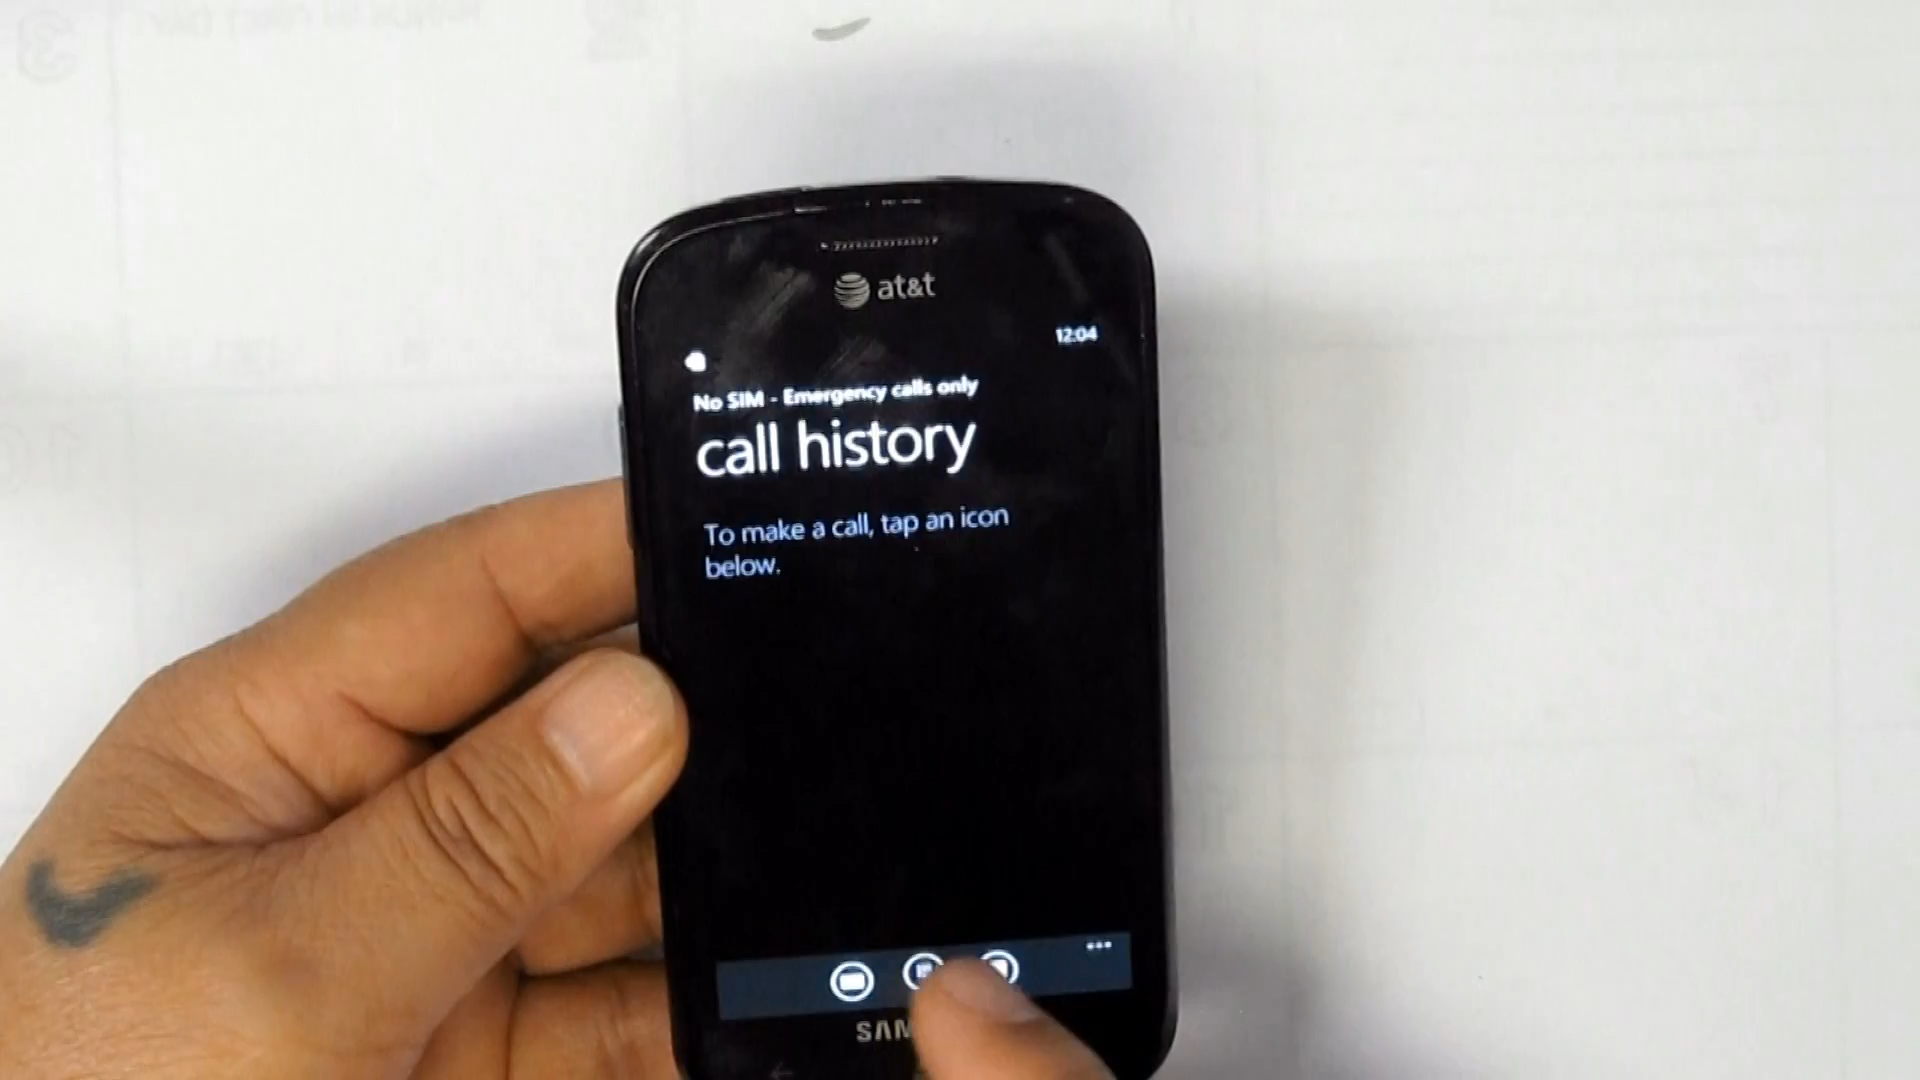 at&t
12:04
No SIM - Emergency calls only
call history
To make a call, tap an icon
below.
SAM